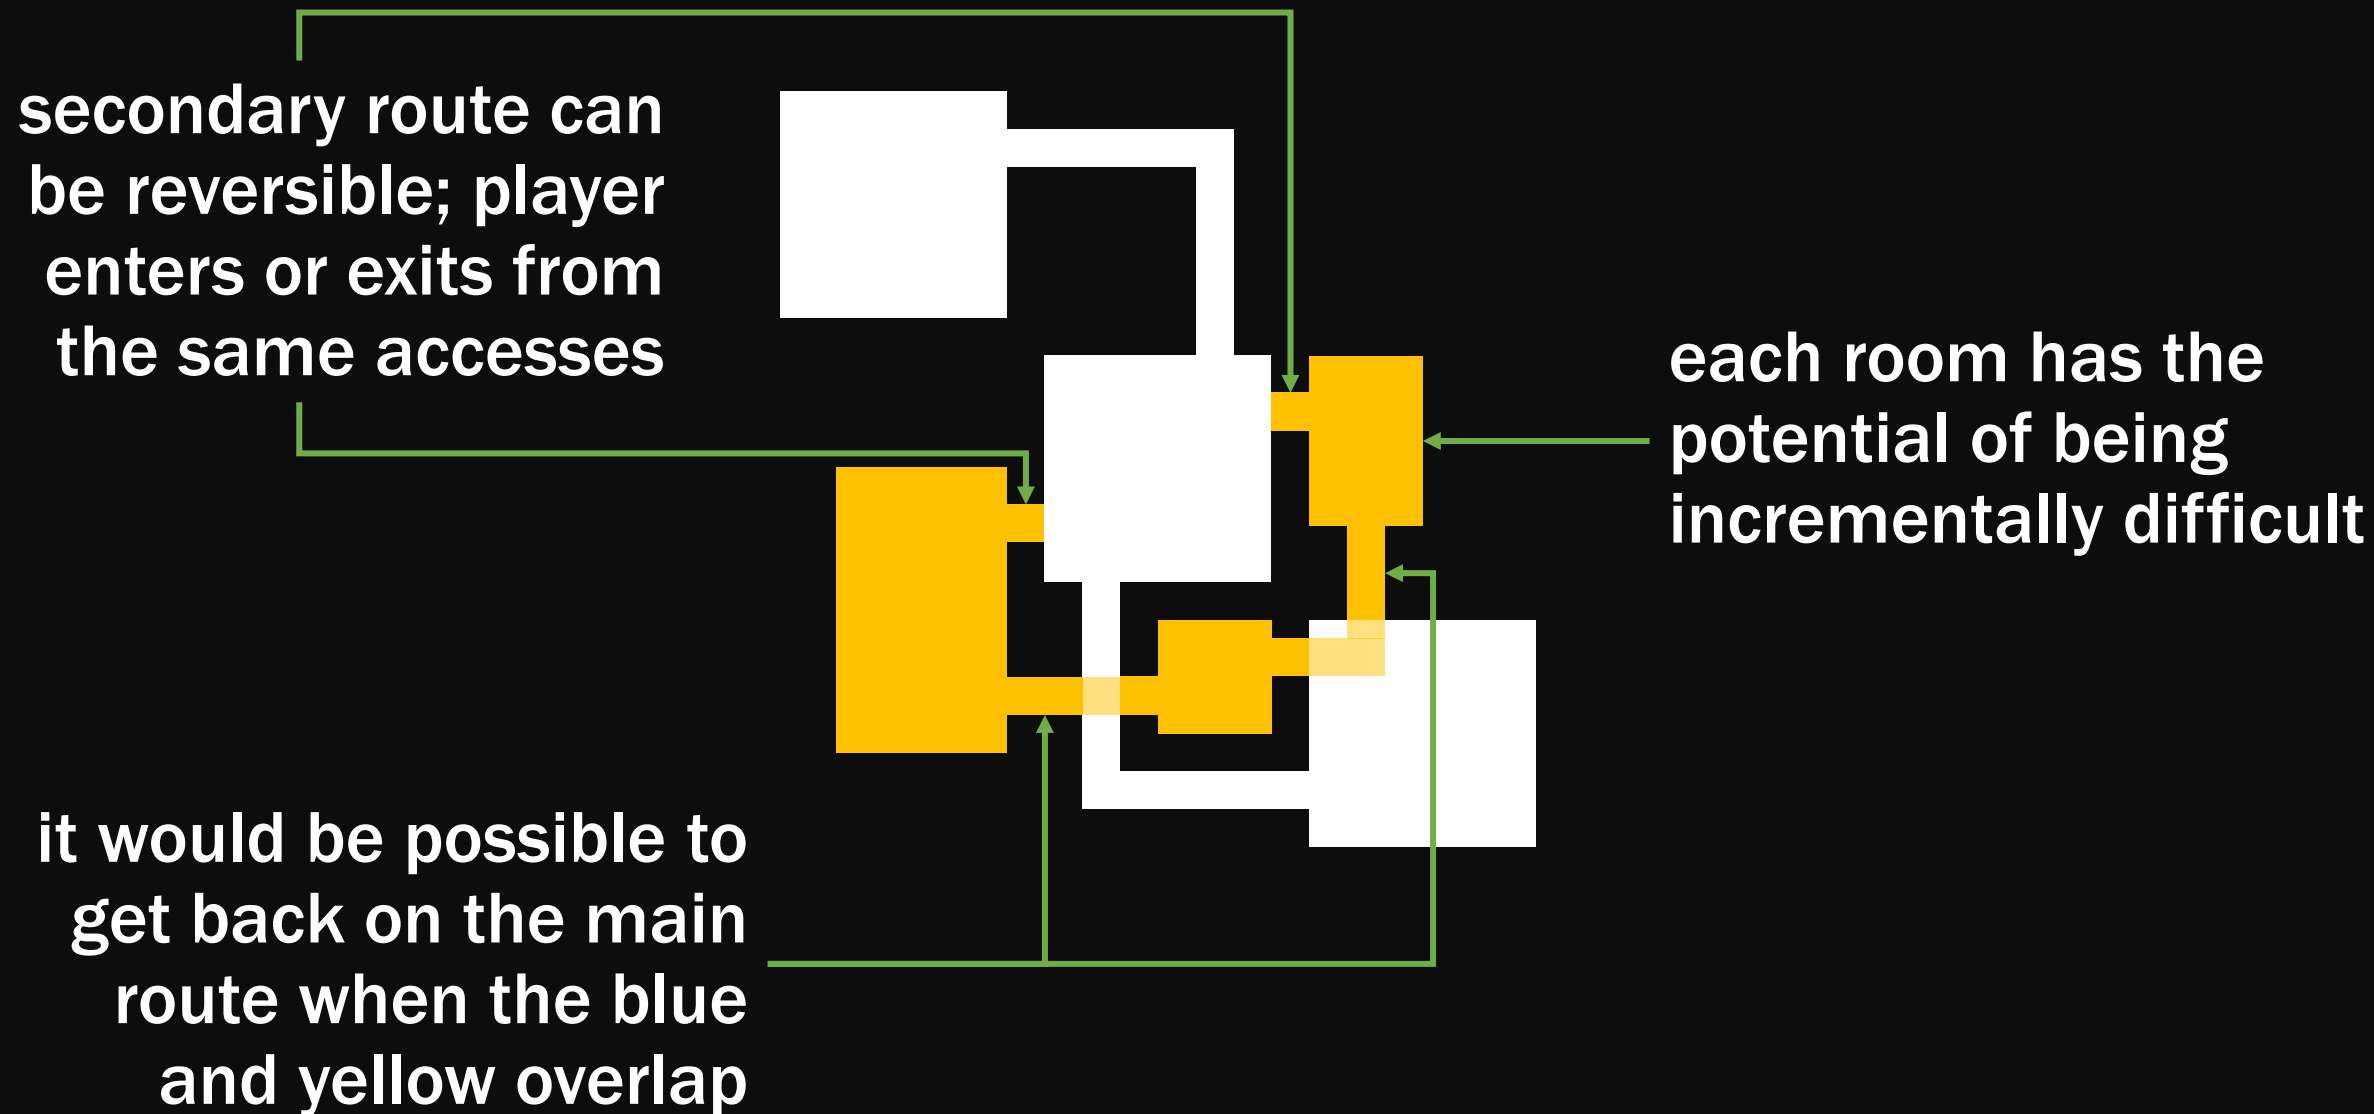 secondary route can
be reversible; player
enters or exits from
the same accesses
each room has the
potential of being
incrementally difficult
it would be possible to
get back on the main
route when the blue
and yellow overlap